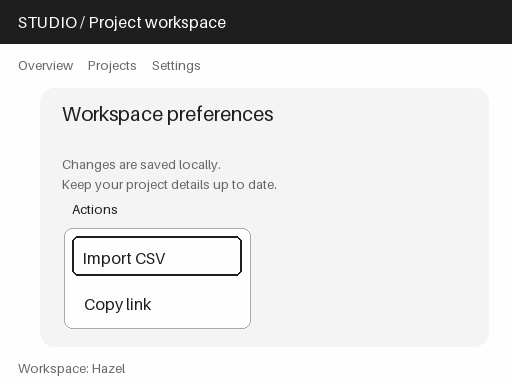 STUDIO / Project workspace
Overview Projects Settings
Workspace preferences
Changes are saved locally.
Keep your project details up to date.
Actions
Import CSV
Copy link
Workspace: Hazel